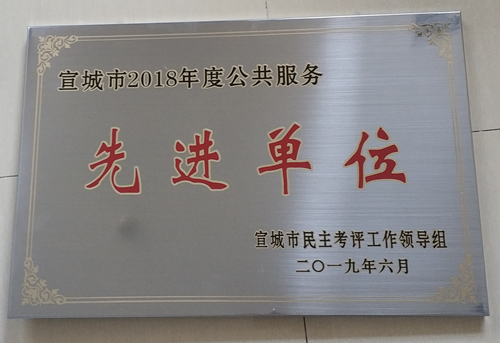 宣城市2018年度公共服务
先进单位
宣城市民主考评工作领导组
二〇一九年六月